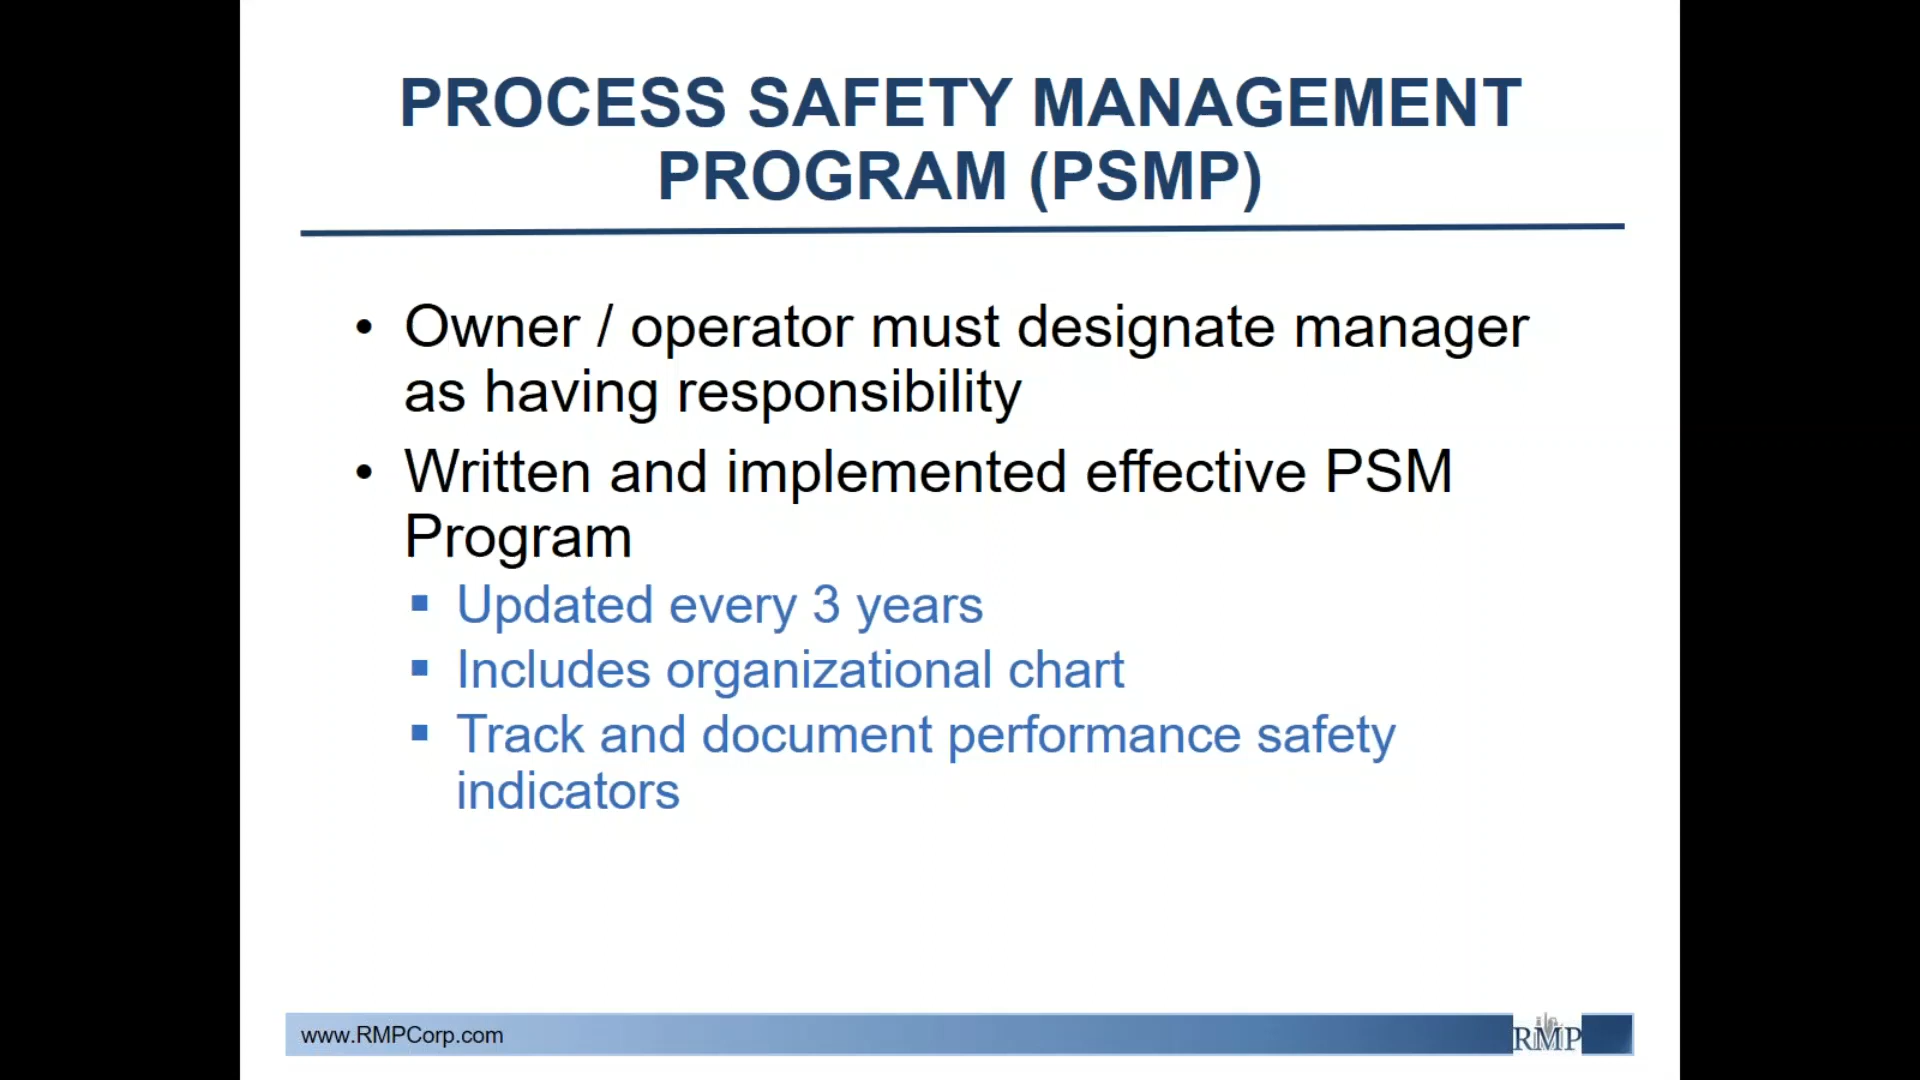 PROCESS SAFETY MANAGEMENT
PROGRAM (PSMP)
• Owner / operator must designate manager
as having responsibility
• Written and implemented effective PSM
Program
▪ Updated every 3 years
▪ Includes organizational chart
▪ Track and document performance safety
indicators
www.RMPCorp.com
RMP